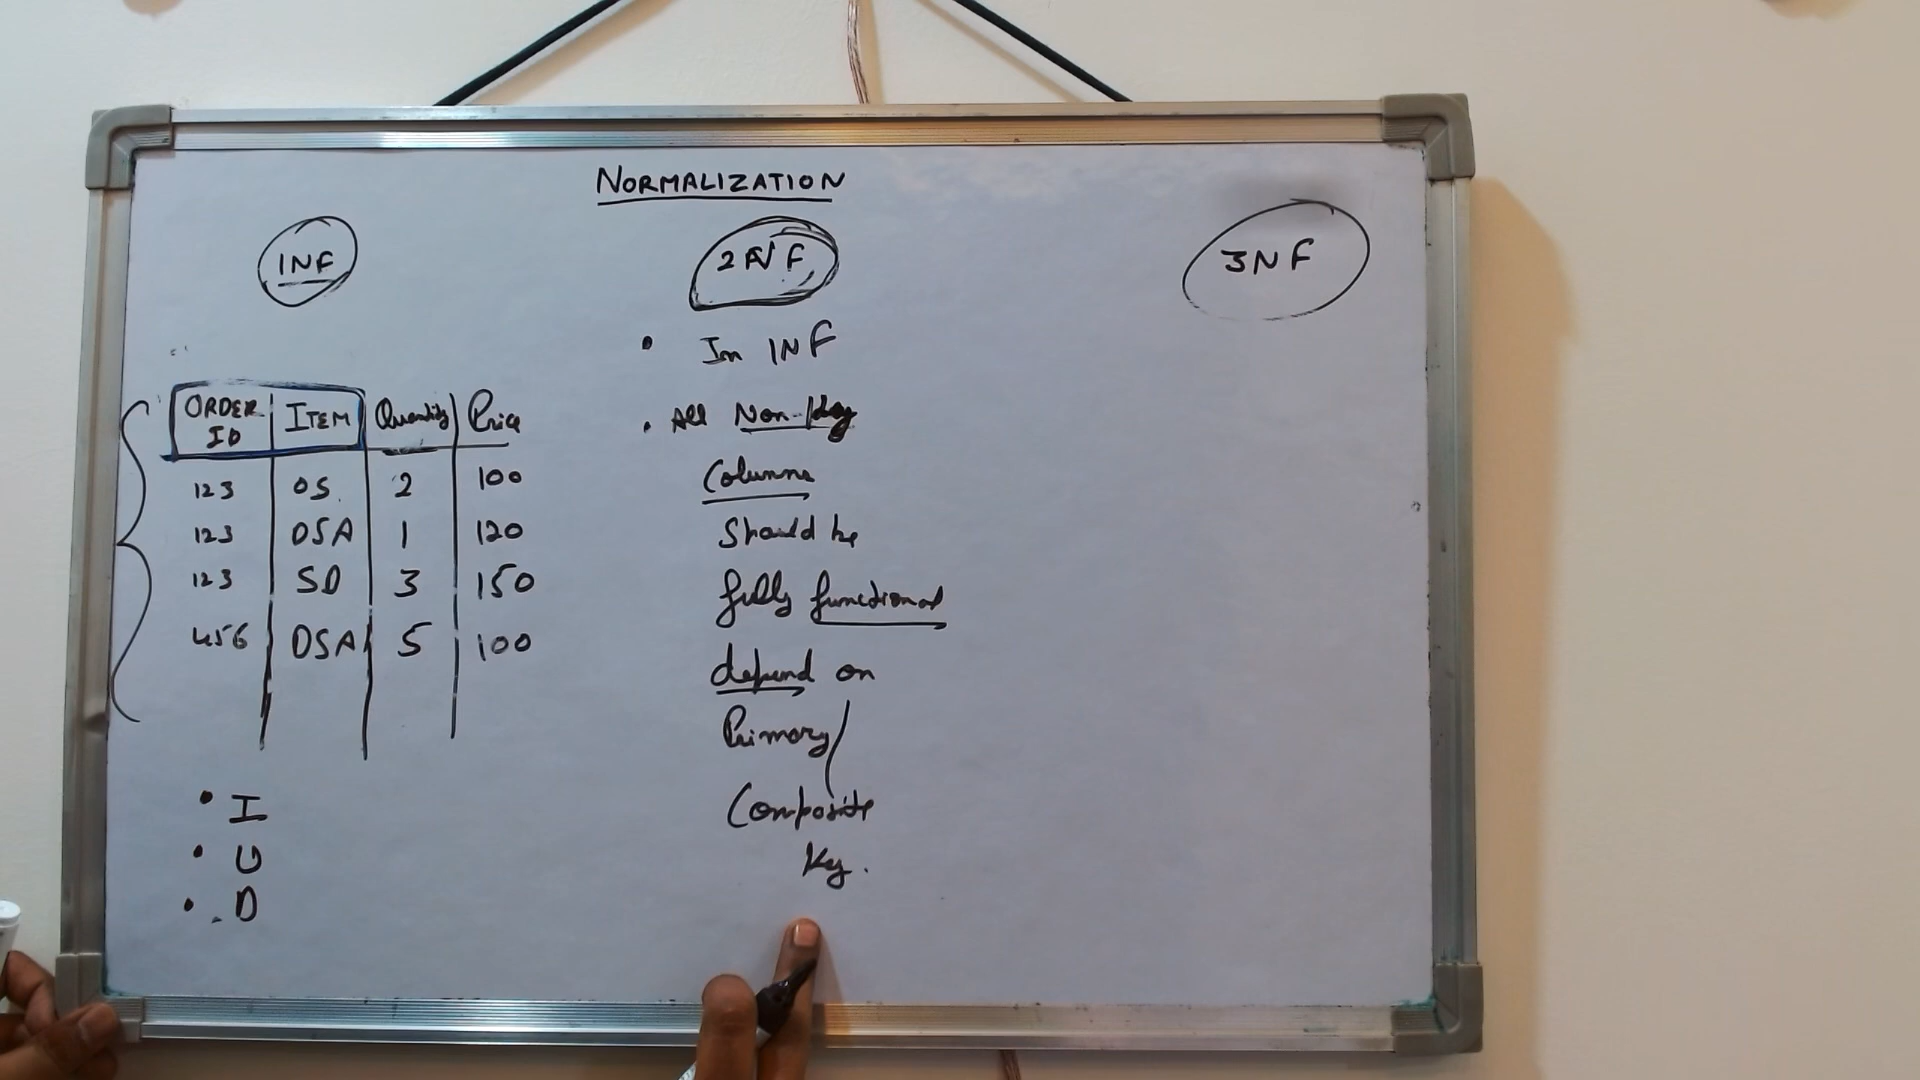 NORMALIZATION
1NF
2NF
3NF
ORDER ID ITEM Quantity Price
123 OS. 2 100
123 DSA 1 120
123 SD 3 150
456 DSA 5 100
• I
• U
• D
• In 1NF
• All Non-Key
Columns
Should be
fully functional
depend on
Primary/
Composite
Key.